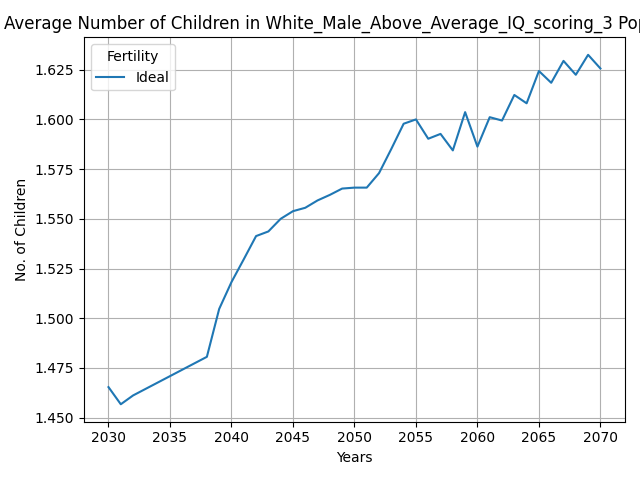 Average Number of Children in White_Male_Above_Average_IQ_scoring_3 Pop
Fertility
Ideal
No. of Children
1.625
1.600
1.575
1.550
1.525
1.500
1.475
1.450
2030 2035 2040 2045 2050 2055 2060 2065 2070
Years